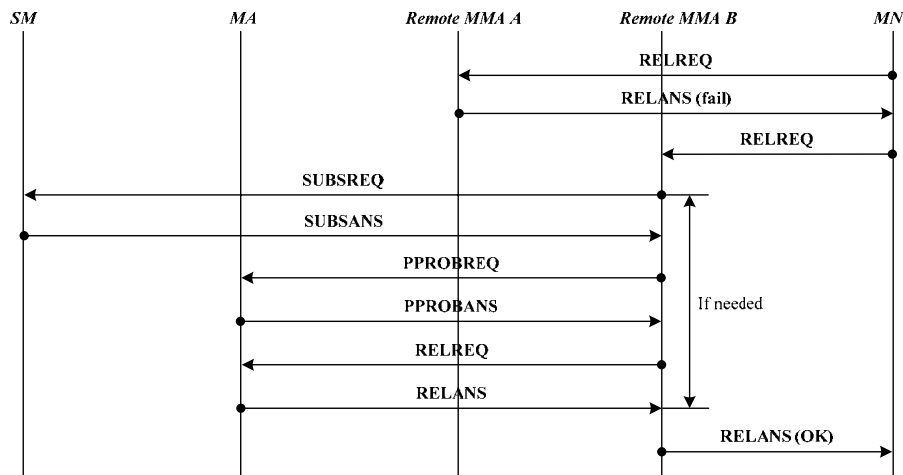 SM MA Remote MMA A Remote MMA B MN
RELREQ
RELANS (fail)
RELREQ
SUBSREQ
SUBSANS
PPROBREQ
If needed
PPROBANS
RELREQ
RELANS
RELANS (OK)